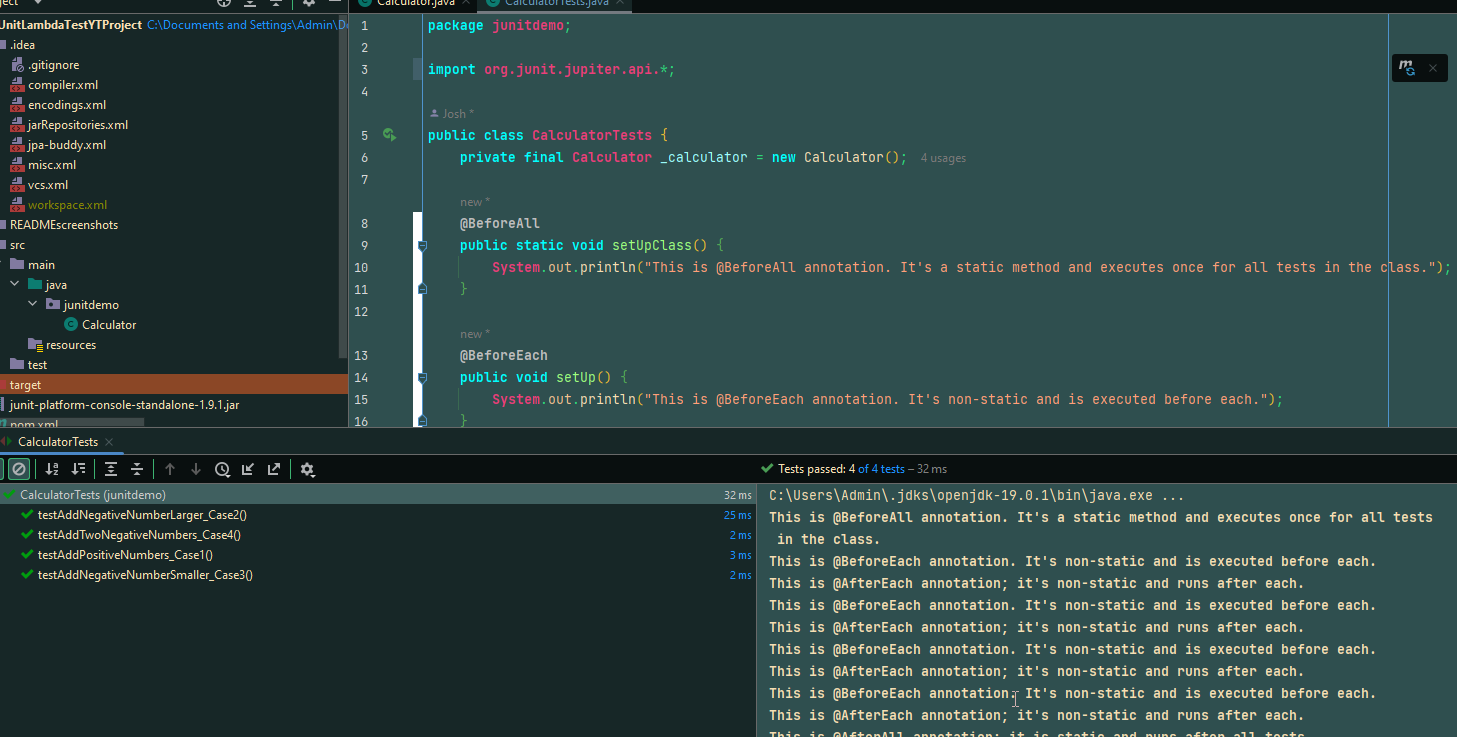 ject
Calculator.java
CalculatorTests.java
UnitLambdaTestYTProject C:\Documents and Settings\Admin\D
.idea
.gitignore
compiler.xml
encodings.xml
jarRepositories.xml
jpa-buddy.xml
misc.xml
vcs.xml
workspace.xml
READMEscreenshots
src
main
java
junitdemo
Calculator
resources
test
target
junit-platform-console-standalone-1.9.1.jar
pom.xml
1 package junitdemo;
2
3 import org.junit.jupiter.api.*;
4
Josh *
5 public class CalculatorTests {
6 private final Calculator _calculator = new Calculator(); 4 usages
7
new *
8 @BeforeAll
9 public static void setUpClass() {
10 System.out.println("This is @BeforeAll annotation. It's a static method and executes once for all tests in the class.");
11 }
12
new *
13 @BeforeEach
14 public void setUp() {
15 System.out.println("This is @BeforeEach annotation. It's non-static and is executed before each.");
16 }
CalculatorTests
Tests passed: 4 of 4 tests – 32 ms
CalculatorTests (junitdemo) 32 ms
testAddNegativeNumberLarger_Case2() 25 ms
testAddTwoNegativeNumbers_Case4() 2 ms
testAddPositiveNumbers_Case1() 3 ms
testAddNegativeNumberSmaller_Case3() 2 ms
C:\Users\Admin\.jdks\openjdk-19.0.1\bin\java.exe ...
This is @BeforeAll annotation. It's a static method and executes once for all tests
in the class.
This is @BeforeEach annotation. It's non-static and is executed before each.
This is @AfterEach annotation; it's non-static and runs after each.
This is @BeforeEach annotation. It's non-static and is executed before each.
This is @AfterEach annotation; it's non-static and runs after each.
This is @BeforeEach annotation. It's non-static and is executed before each.
This is @AfterEach annotation; it's non-static and runs after each.
This is @BeforeEach annotation. It's non-static and is executed before each.
This is @AfterEach annotation; it's non-static and runs after each.
This is @AfterAll annotation; it is static and runs after all tests